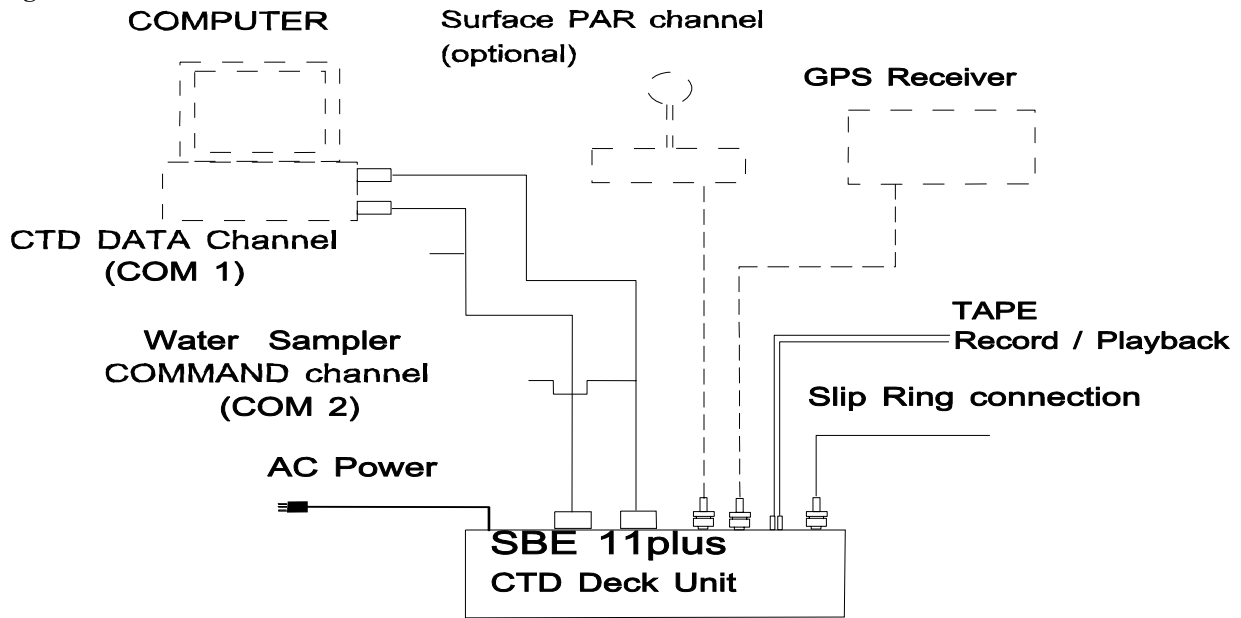 COMPUTER
Surface PAR channel
(optional)
GPS Receiver
CTD DATA Channel
(COM 1)
TAPE
Record / Playback
Water Sampler
COMMAND channel
(COM 2)
Slip Ring connection
AC Power
SBE 11plus
CTD Deck Unit